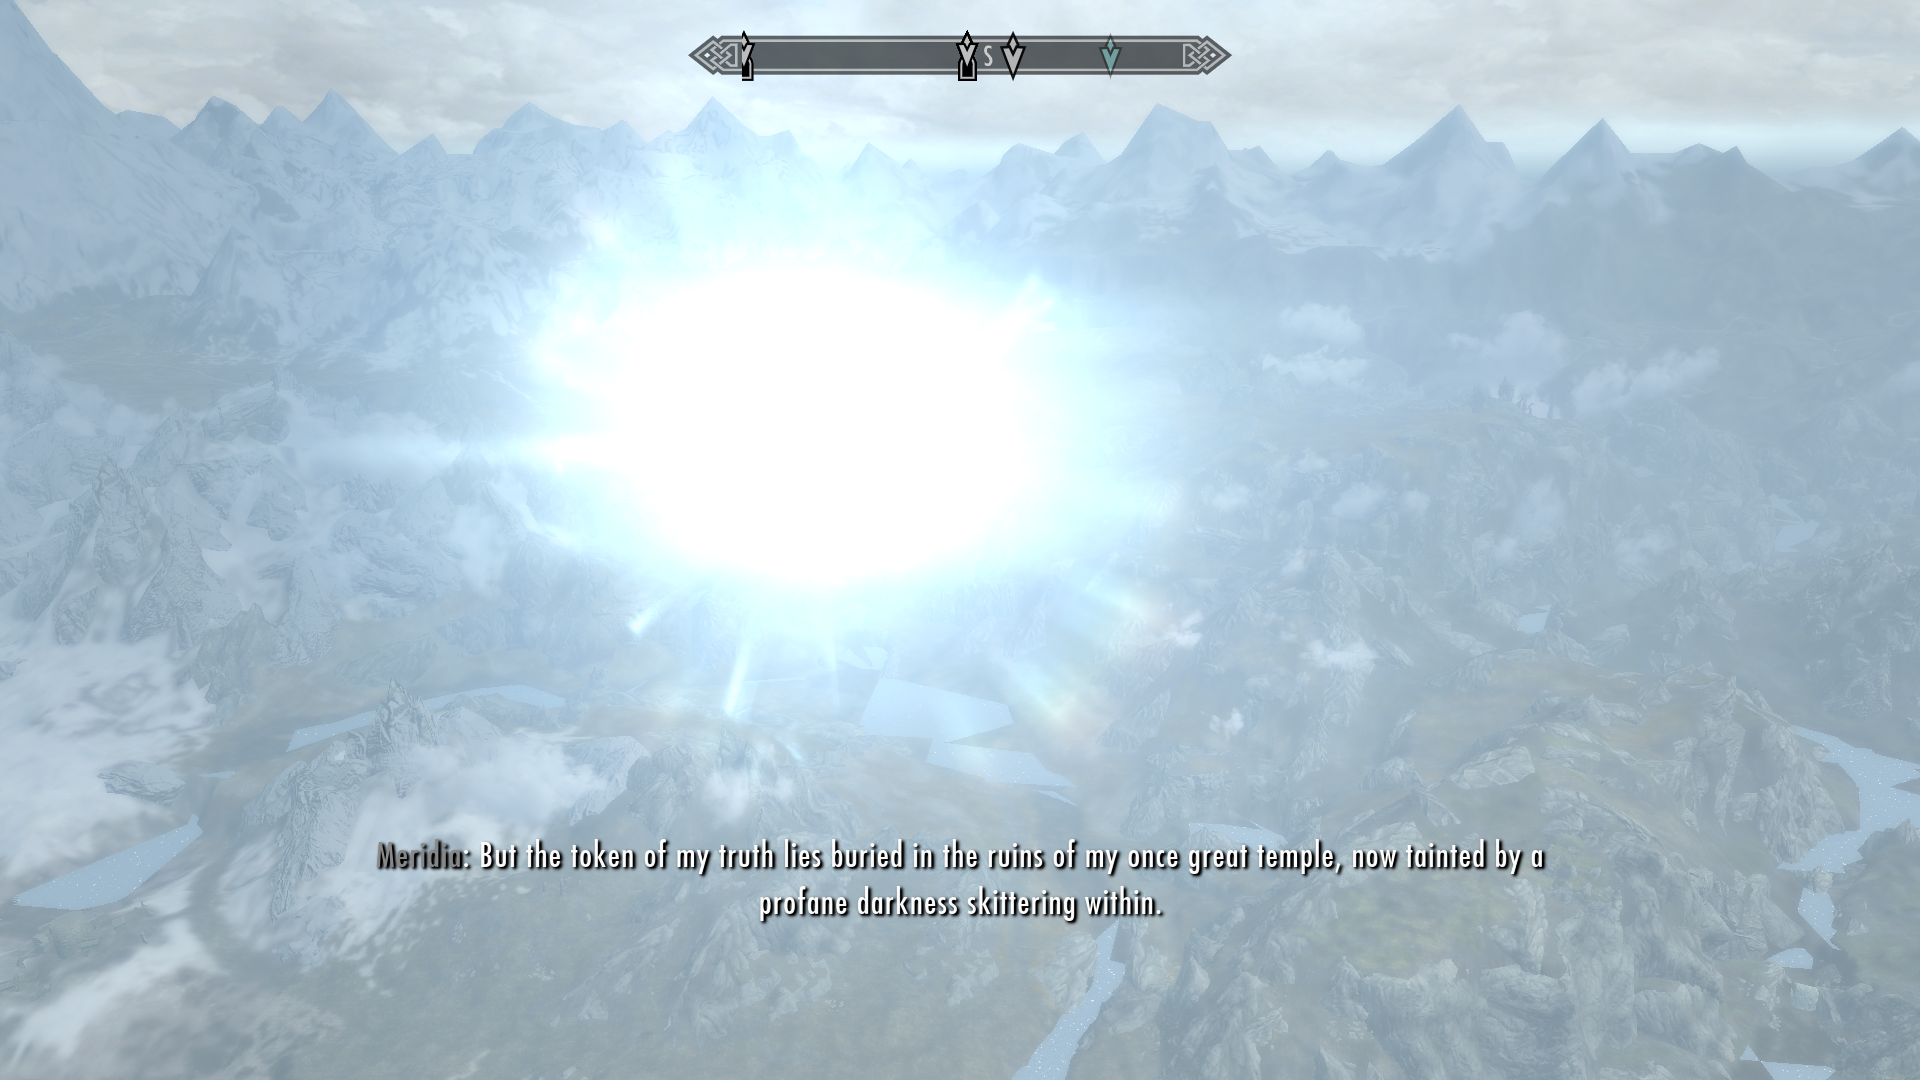 S
Meridia: But the token of my truth lies buried in the ruins of my once great temple, now tainted by a
profane darkness skittering within.